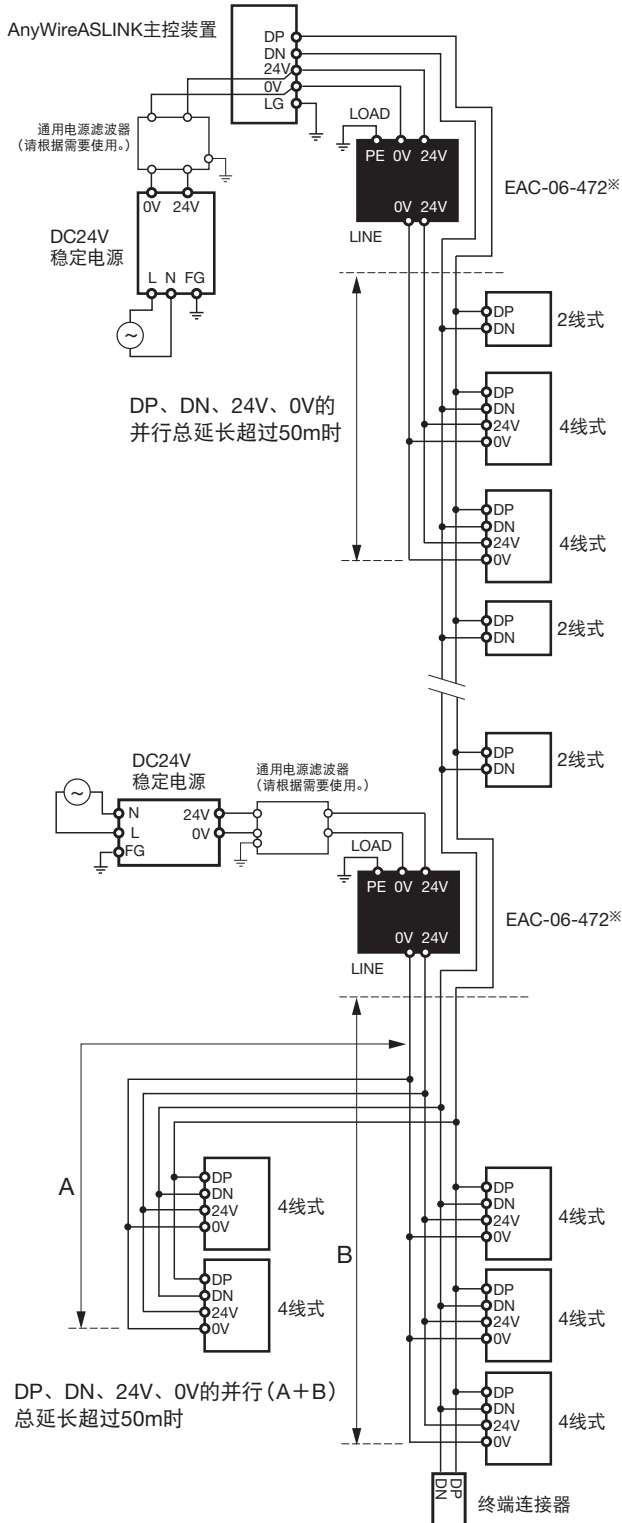 AnyWireASLINK主控装置
DP
DN
24V
0V
LG
通用电源滤波器
（请根据需要使用。）
0V 24V
DC24V
稳定电源
L N FG
~
LOAD
PE 0V 24V
0V 24V
LINE
EAC-06-472※
DP、DN、24V、0V的
并行总延长超过50m时
DP
DN
2线式
DP
DN
24V
0V
4线式
DP
DN
24V
0V
4线式
DP
DN
2线式
DP
DN
2线式
DC24V
稳定电源
~
N
L
FG
24V
0V
通用电源滤波器
（请根据需要使用。）
LOAD
PE 0V 24V
0V 24V
LINE
EAC-06-472※
A
B
DP
DN
24V
0V
4线式
DP
DN
24V
0V
4线式
DP
DN
24V
0V
4线式
DP
DN
24V
0V
4线式
DP
DN
24V
0V
4线式
DP、DN、24V、0V的并行（A＋B）
总延长超过50m时
DN
DP
终端连接器